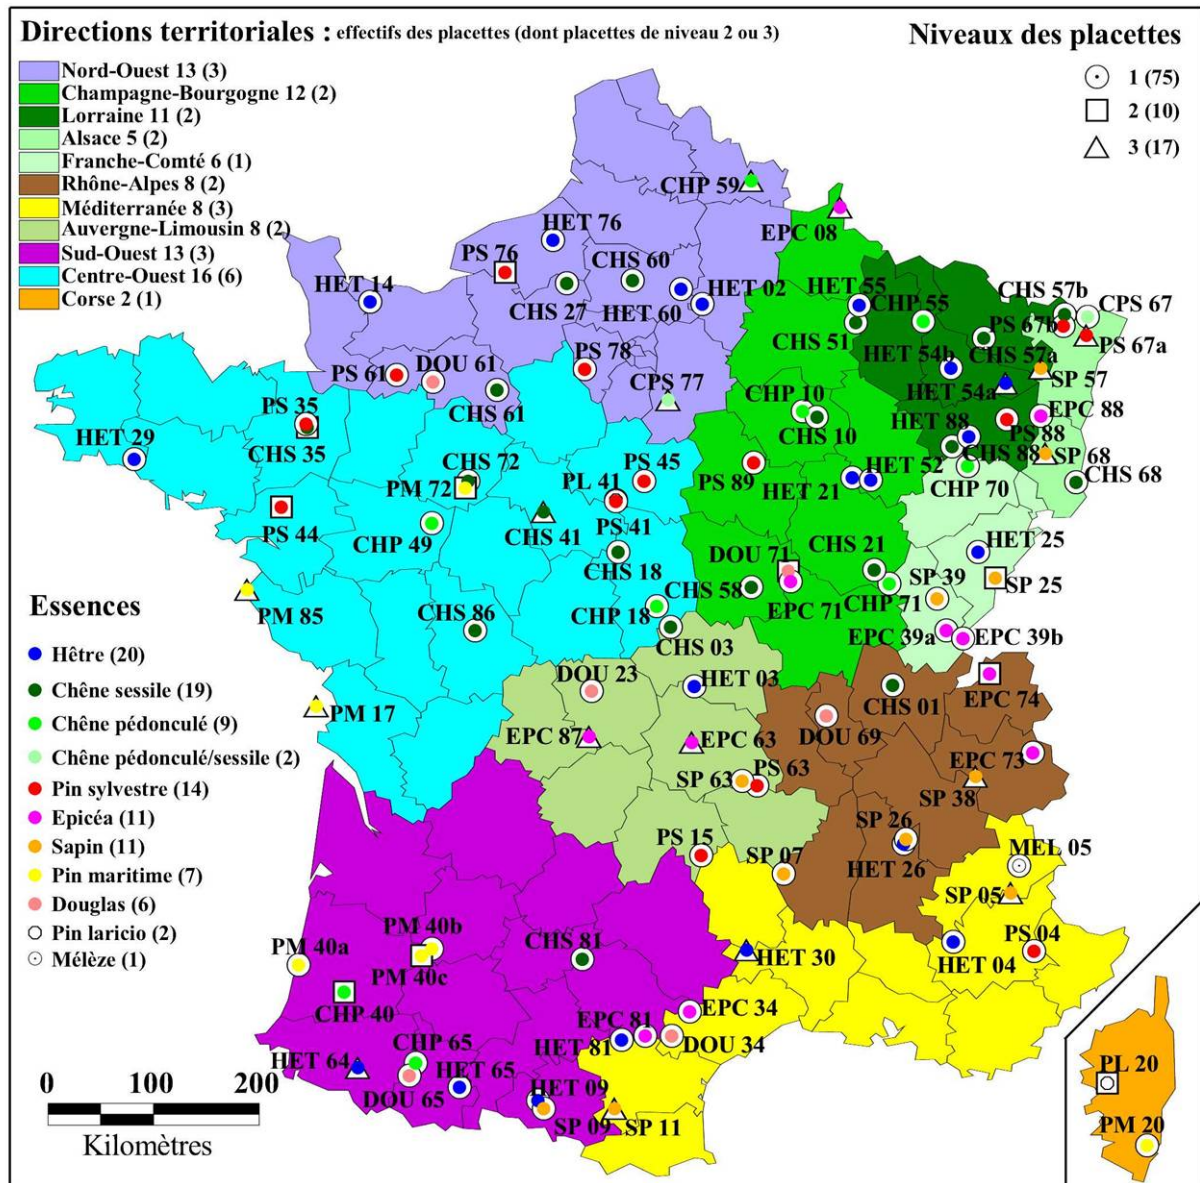 Directions territoriales : effectifs des placettes (dont placettes de niveau 2 ou 3)
Nord-Ouest 13 (3)
Champagne-Bourgogne 12 (2)
Lorraine 11 (2)
Alsace 5 (2)
Franche-Comté 6 (1)
Rhône-Alpes 8 (2)
Méditerranée 8 (3)
Auvergne-Limousin 8 (2)
Sud-Ouest 13 (3)
Centre-Ouest 16 (6)
Corse 2 (1)
Niveaux des placettes
1 (75)
2 (10)
3 (17)
CHP 59
EPC 08
HET 76
PS 76
CHS 60
HET 14
CHS 27
HET 60
HET 02
HET 55
CHP 55
CHS 51
CHS 57b
CPS 67
PS 67b
PS 67a
CHS 57a
HET 54b
HET 54a
SP 57
PS 78
DOU 61
PS 61
CHS 61
CPS 77
CHP 10
CHS 10
HET 88
EPC 88
PS 88
CHS 88
SP 68
CHS 68
PS 35
CHS 35
HET 29
CHS 72
PM 72
PS 45
PL 41
PS 41
PS 89
HET 21
HET 52
CHP 70
PS 44
CHP 49
CHS 41
CHS 18
DOU 71
CHS 21
HET 25
SP 39
SP 25
PM 85
CHS 86
CHP 18
CHS 58
EPC 71
CHP 71
EPC 39a
EPC 39b
CHS 03
DOU 23
HET 03
CHS 01
EPC 74
PM 17
EPC 87
EPC 63
DOU 69
EPC 73
SP 63
PS 63
SP 38
PS 15
SP 07
SP 26
HET 26
MEL 05
SP 05
PM 40b
PM 40a
PM 40c
CHS 81
HET 30
PS 04
HET 04
CHP 40
EPC 34
EPC 81
HET 81
DOU 34
CHP 65
HET 64
HET 65
DOU 65
HET 09
SP 09
SP 11
PL 20
PM 20
Essences
Hêtre (20)
Chêne sessile (19)
Chêne pédonculé (9)
Chêne pédonculé/sessile (2)
Pin sylvestre (14)
Epicéa (11)
Sapin (11)
Pin maritime (7)
Douglas (6)
Pin laricio (2)
Mélèze (1)
0 100 200
Kilomètres